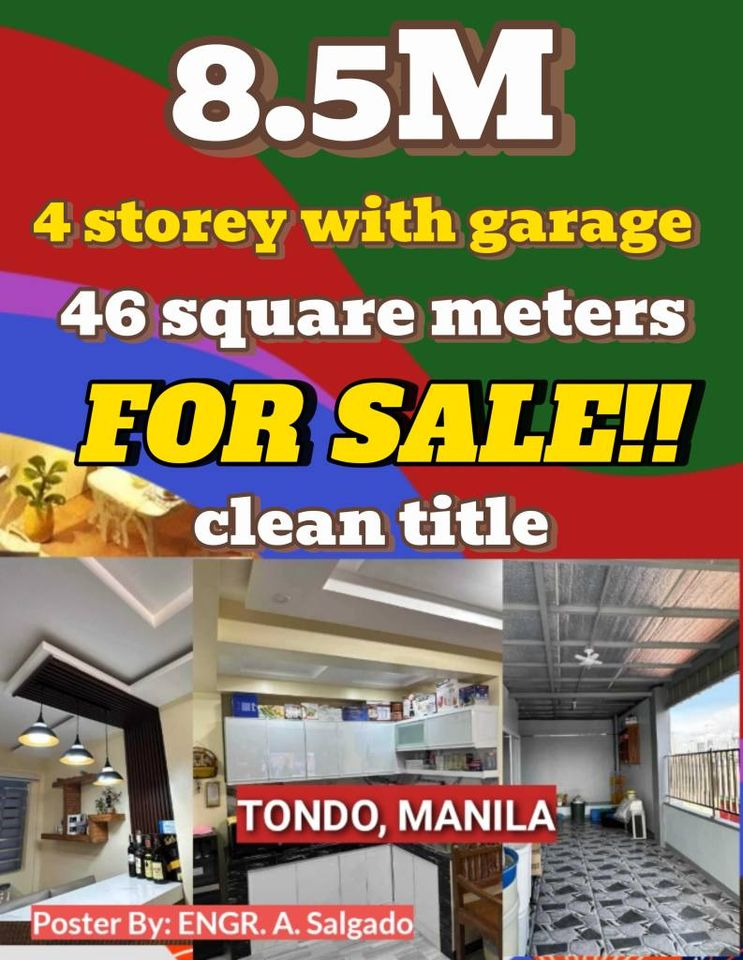 8.5M
4 storey with garage
46 square meters
FOR SALE!!
clean title
TONDO, MANILA
Poster By: ENGR. A. Salgado